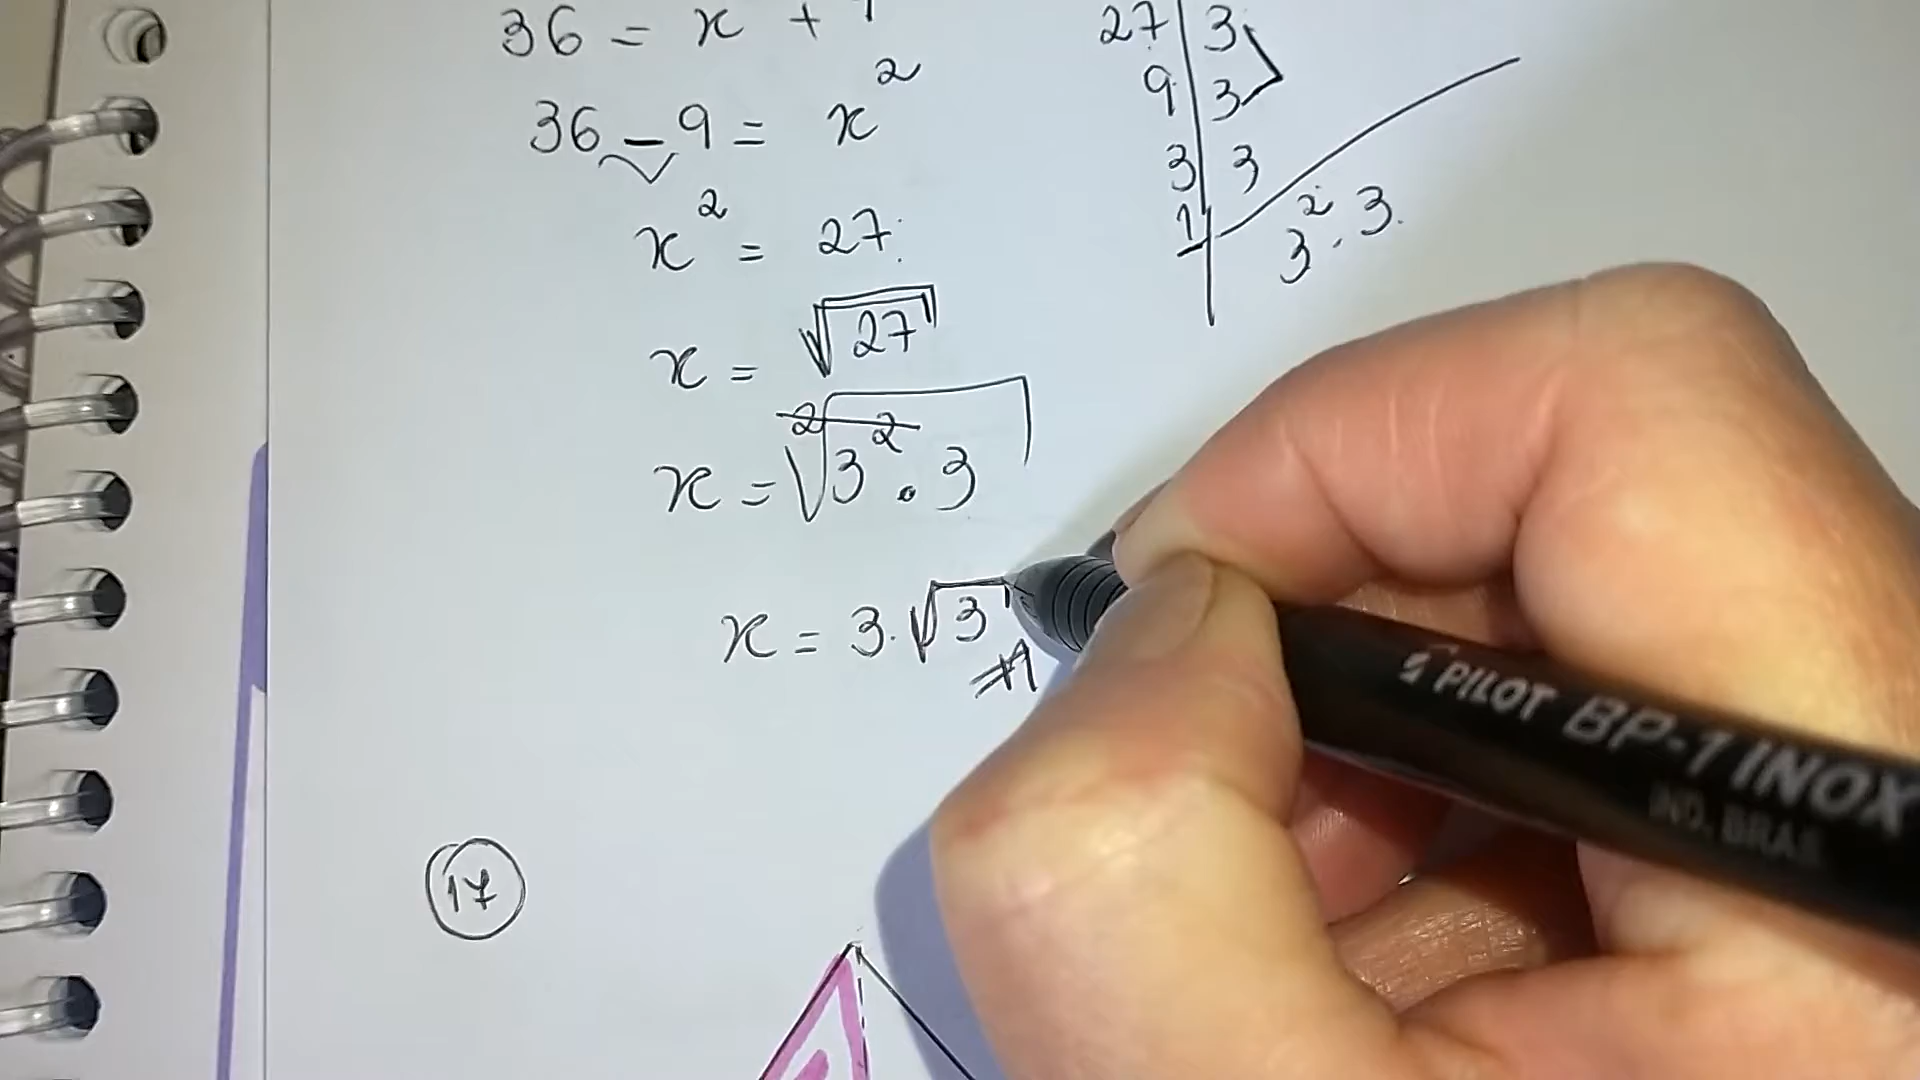 36 = x +
36 - 9 = x²
x² = 27
x = √27
x = ²√3² . 3
x = 3.√3
27 | 3
9 | 3
3 | 3
1
3² . 3
17
PILOT BP-1 INOX
IND. BRAS